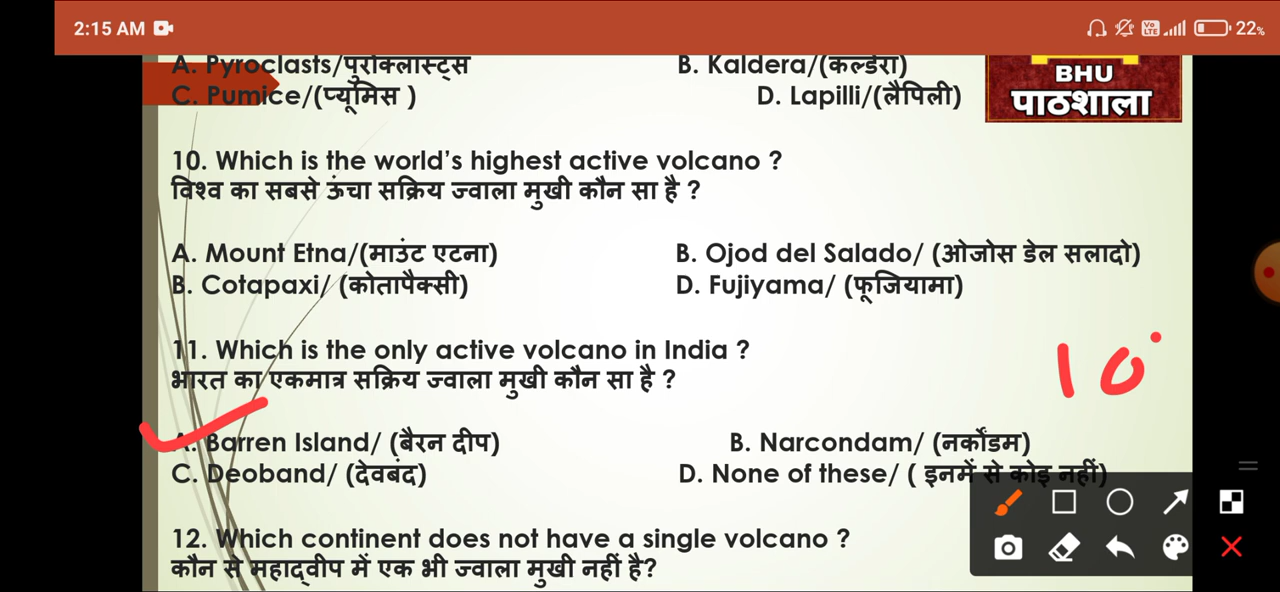 2:15 AM 22%
A. Pyroclasts/पुरोक्लास्ट्स B. Kaldera/(कल्डेरा)
C. Pumice/(प्यूमिस ) D. Lapilli/(लैपिली)
BHU
पाठशाला
10. Which is the world’s highest active volcano ?
विश्व का सबसे ऊंचा सक्रिय ज्वाला मुखी कौन सा है ?
A. Mount Etna/(माउंट एटना) B. Ojod del Salado/ (ओजोस डेल सलादो)
B. Cotapaxi/ (कोतापैक्सी) D. Fujiyama/ (फूजियामा)
11. Which is the only active volcano in India ?
भारत का एकमात्र सक्रिय ज्वाला मुखी कौन सा है ?
10
A. Barren Island/ (बैरन दीप) B. Narcondam/ (नर्कोंडम)
C. Deoband/ (देवबंद) D. None of these/ ( इनमें से कोइ नहीं)
12. Which continent does not have a single volcano ?
कौन से महाद्वीप में एक भी ज्वाला मुखी नहीं है?